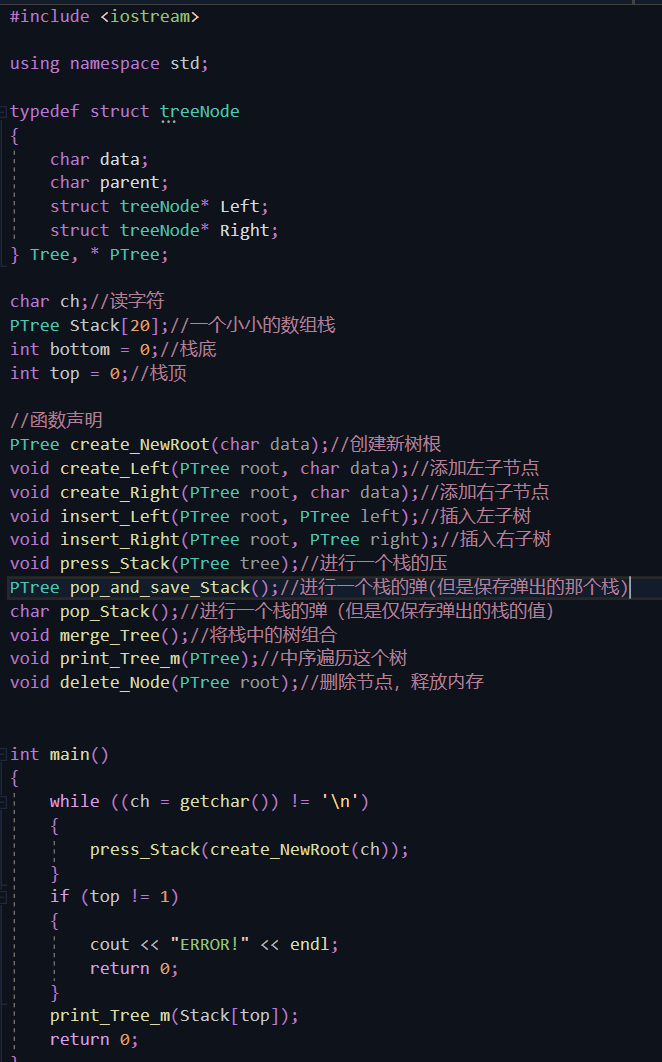 #include <iostream>
using namespace std;
typedef struct treeNode
{
char data;
char parent;
struct treeNode* Left;
struct treeNode* Right;
} Tree, * PTree;
char ch;//读字符
PTree Stack[20];//一个小小的数组栈
int bottom = 0;//栈底
int top = 0;//栈顶
//函数声明
PTree create_NewRoot(char data);//创建新树根
void create_Left(PTree root, char data);//添加左子节点
void create_Right(PTree root, char data);//添加右子节点
void insert_Left(PTree root, PTree left);//插入左子树
void insert_Right(PTree root, PTree right);//插入右子树
void press_Stack(PTree tree);//进行一个栈的压
PTree pop_and_save_Stack();//进行一个栈的弹(但是保存弹出的那个栈)
char pop_Stack();//进行一个栈的弹（但是仅保存弹出的栈的值）
void merge_Tree();//将栈中的树组合
void print_Tree_m(PTree);//中序遍历这个树
void delete_Node(PTree root);//删除节点，释放内存
int main()
{
while ((ch = getchar()) != '\n')
{
press_Stack(create_NewRoot(ch));
}
if (top != 1)
{
cout << "ERROR!" << endl;
return 0;
}
print_Tree_m(Stack[top]);
return 0;
}